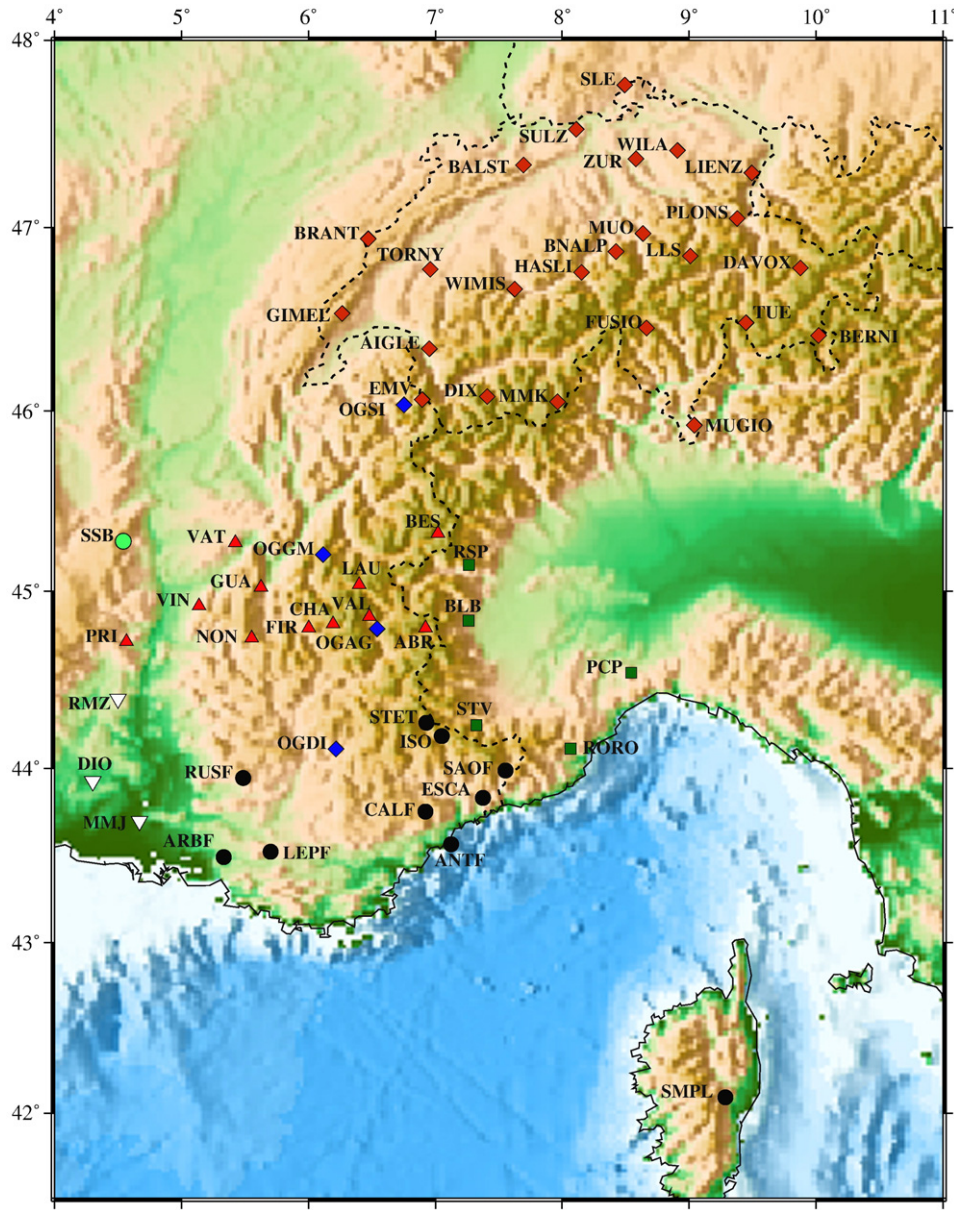 4° 5° 6° 7° 8° 9° 10° 11°
48°
SLE
SULZ
WILA
BALST
ZUR
LIENZ
PLONS
47°
BRANT
MUO
TORNY
BNALP
LLS
HASLI
DAVOX
WIMIS
GIMEL
TUE
FUSIO
BERNI
AIGLE
EMV
DIX
MMK
46°
OGSI
MUGIO
BES
SSB
VAT
OGGM
RSP
LAU
45°
GUA
VIN
CHA
VAL
BLB
PRI
NON
FIR
OGAG
ABR
PCP
RMZ
STET
STV
ISO
OGDI
RORO
44°
DIO
RUSF
SAOF
ESCA
CALF
MMJ
ARBF
LEPF
ANTF
43°
SMPL
42°